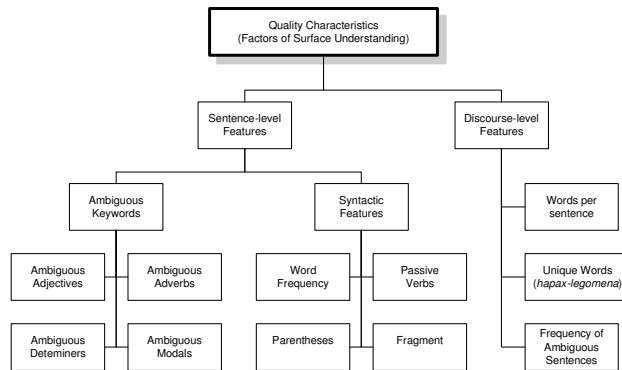 Quality Characteristics
(Factors of Surface Understanding)
Sentence-level
Features
Discourse-level
Features
Ambiguous
Keywords
Syntactic
Features
Words per
sentence
Ambiguous
Adjectives
Ambiguous
Adverbs
Word
Frequency
Passive
Verbs
Unique Words
(hapax-legomena)
Ambiguous
Deteminers
Ambiguous
Modals
Parentheses
Fragment
Frequency of
Ambiguous
Sentences